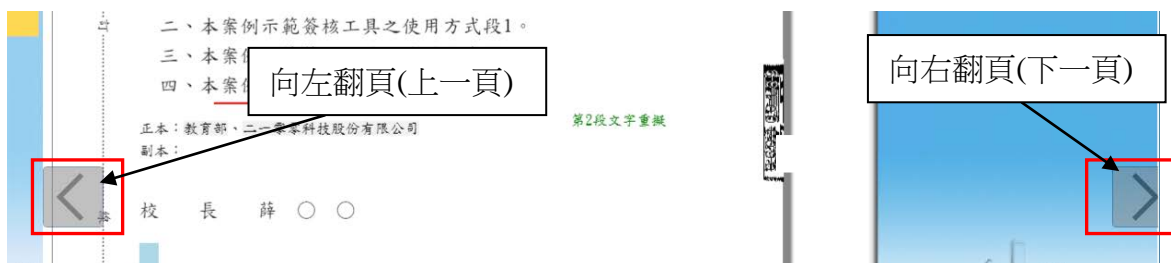 訂
二、本案例示範簽核工具之使用方式段1。
三、本案
四、本案
向左翻頁(上一頁)
向右翻頁(下一頁)
正本：教育部、二一零零科技股份有限公司
第2段文字重擬
副本：
校 長 薛 ○ ○